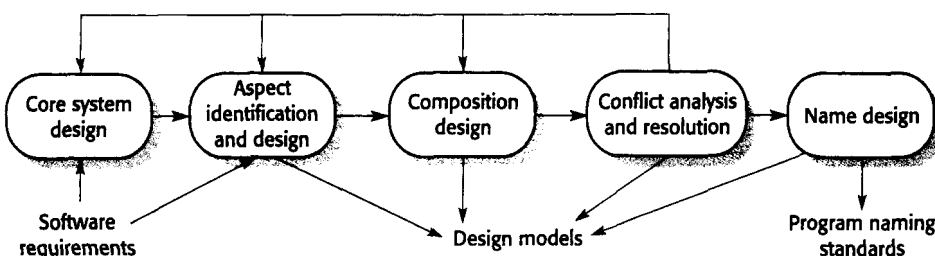 Core system
design
Aspect
identification
and design
Composition
design
Conflict analysis
and resolution
Name design
Software
requirements
Design models
Program naming
standards